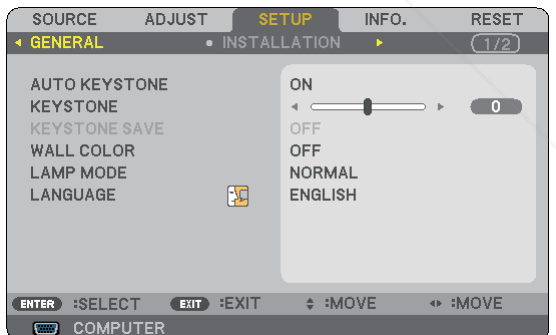 SOURCE ADJUST SETUP INFO. RESET
GENERAL • INSTALLATION (1/2)
AUTO KEYSTONE ON
KEYSTONE 0
KEYSTONE SAVE OFF
WALL COLOR OFF
LAMP MODE NORMAL
LANGUAGE ENGLISH
ENTER :SELECT EXIT :EXIT :MOVE :MOVE
COMPUTER